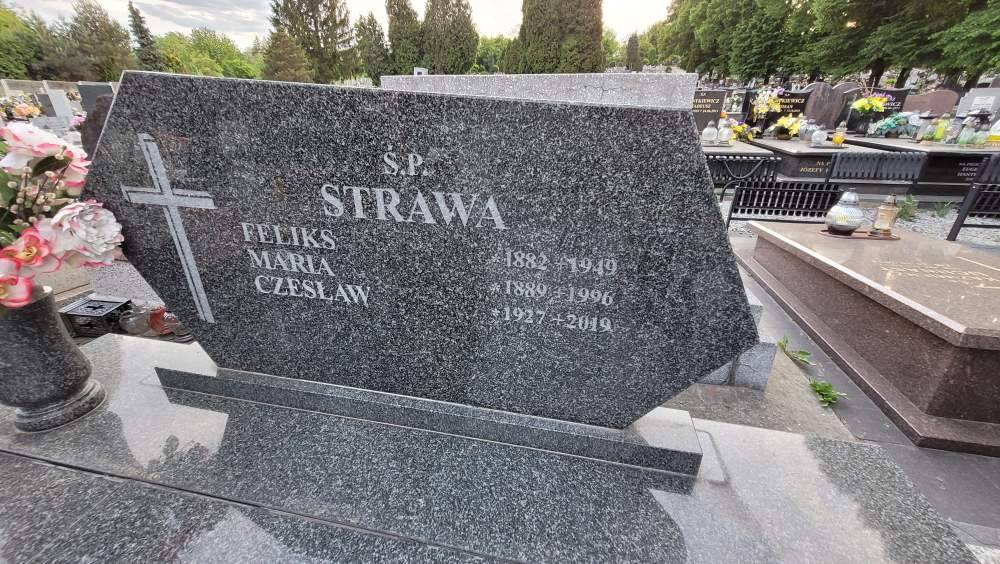 Ś.P.
STRAWA
FELIKS *1882 +1949
MARIA *1889 +1996
CZESŁAW *1927 +2019